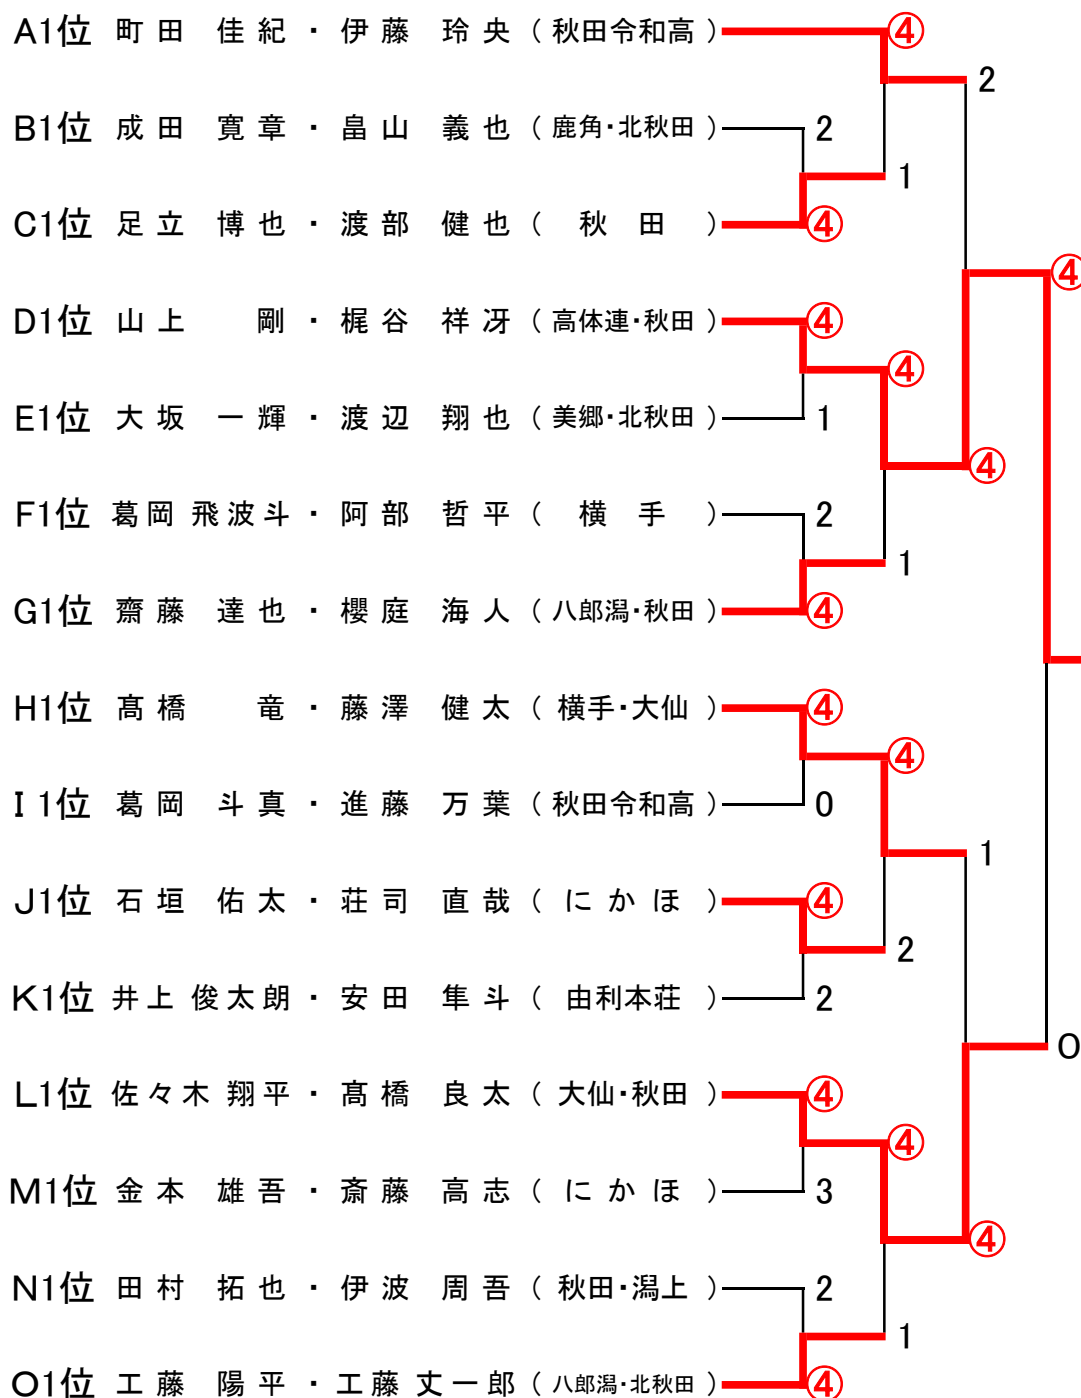 A1位 町田 佳紀 ・ 伊藤 玲央 ( 秋田令和高 ) ④
2
B1位 成田 寛章 ・ 畠山 義也 ( 鹿角・北秋田 ) 2
1
C1位 足立 博也 ・ 渡部 健也 ( 秋田 ) ④
④
D1位 山上 剛 ・ 梶谷 祥冴 ( 高体連・秋田 ) ④
④
E1位 大坂 一輝 ・ 渡辺 翔也 ( 美郷・北秋田 ) 1
④
F1位 葛岡 飛波斗 ・ 阿部 哲平 ( 横手 ) 2
1
G1位 齋藤 達也 ・ 櫻庭 海人 ( 八郎潟・秋田 ) ④
H1位 髙橋 竜 ・ 藤澤 健太 ( 横手・大仙 ) ④
④
I1位 葛岡 斗真 ・ 進藤 万葉 ( 秋田令和高 ) 0
1
J1位 石垣 佑太 ・ 荘司 直哉 ( にかほ ) ④
2
K1位 井上 俊太朗 ・ 安田 隼斗 ( 由利本荘 ) 2
0
L1位 佐々木 翔平 ・ 髙橋 良太 ( 大仙・秋田 ) ④
④
M1位 金本 雄吾 ・ 斎藤 高志 ( にかほ ) 3
④
N1位 田村 拓也 ・ 伊波 周吾 ( 秋田・潟上 ) 2
1
O1位 工藤 陽平 ・ 工藤 丈一郎 ( 八郎潟・北秋田 ) ④